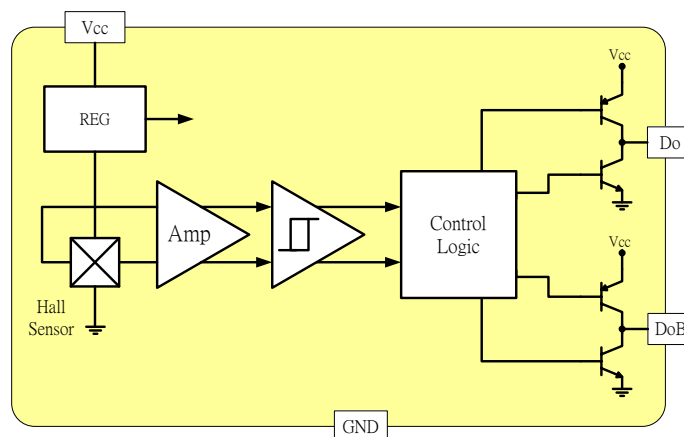 Vcc
Vcc
REG
Do
Amp
Control
Logic
Vcc
Hall
Sensor
DoB
GND